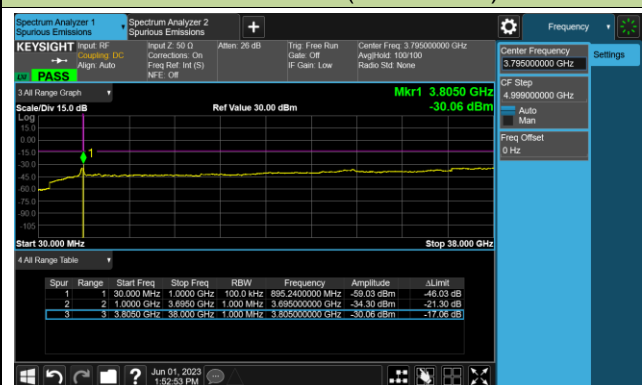 Spectrum Analyzer 1
Spurious Emissions
Spectrum Analyzer 2
Spurious Emissions
Frequency
KEYSIGHT
Input: RF
Coupling: DC
Align: Auto
Input Z: 50 Ω
Corrections: On
Freq Ref: Int (S)
NFE: Off
Atten: 26 dB
Trig: Free Run
Gate: Off
IF Gain: Low
Center Freq: 3.795000000 GHz
Avg|Hold: 100/100
Radio Std: None
PASS
Center Frequency
3.795000000 GHz
Settings
CF Step
4.999000000 GHz
Auto
Man
Freq Offset
0 Hz
3 All Range Graph
Mkr1 3.8050 GHz
-30.06 dBm
Scale/Div 15.0 dB
Ref Value 30.00 dBm
Log
15.0
0.00
-15.0
-30.0
-45.0
-60.0
-75.0
-90.0
-105
1
Start 30.000 MHz
Stop 38.000 GHz
4 All Range Table
Spur Range Start Freq Stop Freq RBW Frequency Amplitude ΔLimit
1 1 30.000 MHz 1.0000 GHz 100.0 kHz 895.2400000 MHz -59.03 dBm -46.03 dB
2 2 1.0000 GHz 3.6950 GHz 1.000 MHz 3.695000000 GHz -34.30 dBm -21.30 dB
3 3 3.8050 GHz 38.000 GHz 1.000 MHz 3.805000000 GHz -30.06 dBm -17.06 dB
?
Jun 01, 2023
1:52:53 PM